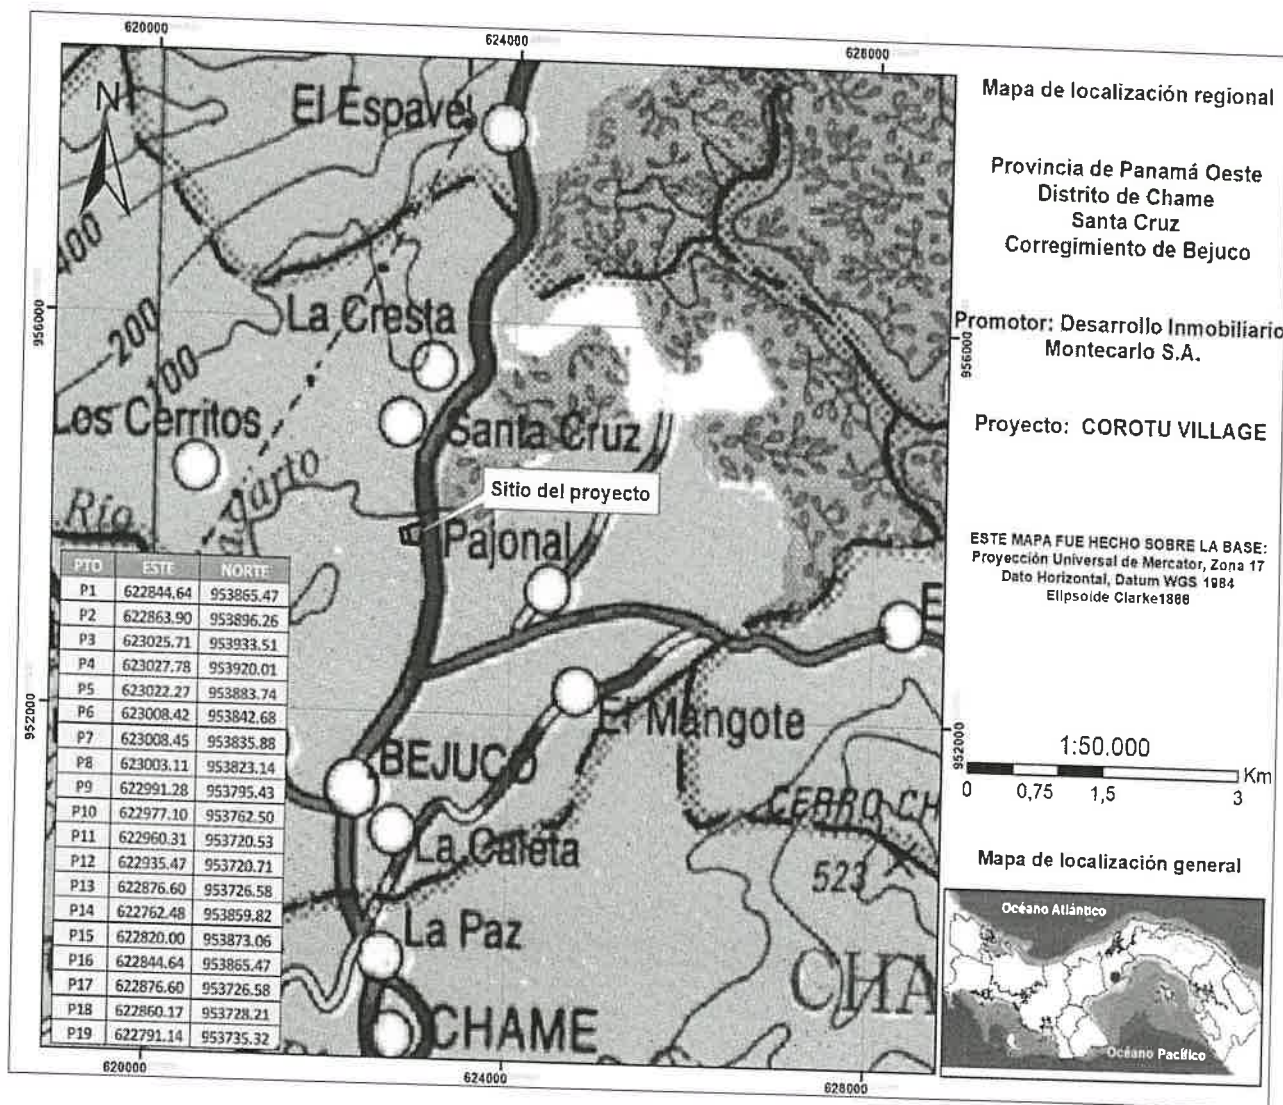 620000
624000
628000
N
El Espavel
400
La Cresta
956000
200
100
Los Cerritos
Santa Cruz
Río
Lagarto
Sitio del proyecto
Pajonal
PTO ESTE NORTE
P1 622844.64 953865.47
P2 622863.90 953896.26
P3 623025.71 953933.51
P4 623027.78 953920.01
P5 623022.27 953883.74
P6 623008.42 953842.68
P7 623008.45 953835.88
P8 623003.11 953823.14
P9 622991.28 953795.43
P10 622977.10 953762.50
P11 622960.31 953720.53
P12 622935.47 953720.71
P13 622876.60 953726.58
P14 622762.48 953859.82
P15 622820.00 953873.06
P16 622844.64 953865.47
P17 622876.60 953726.58
P18 622860.17 953728.21
P19 622791.14 953735.32
E
952000
El Mangote
BEJUCO
CERRO CH
La Caleta
523
La Paz
CHA
CHAME
620000
624000
628000
956000
952000
Mapa de localización regional
Provincia de Panamá Oeste
Distrito de Chame
Santa Cruz
Corregimiento de Bejuco
Promotor: Desarrollo Inmobiliario
Montecarlo S.A.
Proyecto: COROTU VILLAGE
ESTE MAPA FUE HECHO SOBRE LA BASE:
Proyección Universal de Mercator, Zona 17
Dato Horizontal, Datum WGS 1984
Elipsoide Clarke1866
1:50.000
Km
0 0,75 1,5 3
Mapa de localización general
Océano Atlántico
Océano Pacífico